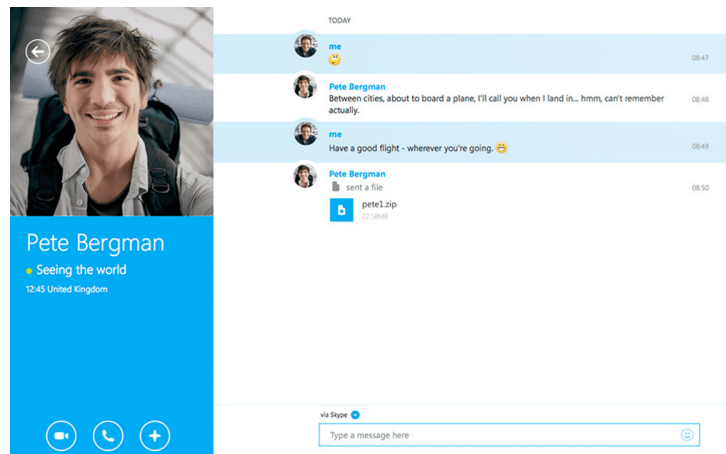 TODAY
me
08:47
Pete Bergman
Between cities, about to board a plane, I'll call you when I land in... hmm, can't remember
actually.
08:48
me
Have a good flight - wherever you're going.
08:49
Pete Bergman
sent a file
08:50
pete1.zip
22.58MB
Pete Bergman
Seeing the world
12:45 United Kingdom
via Skype
Type a message here